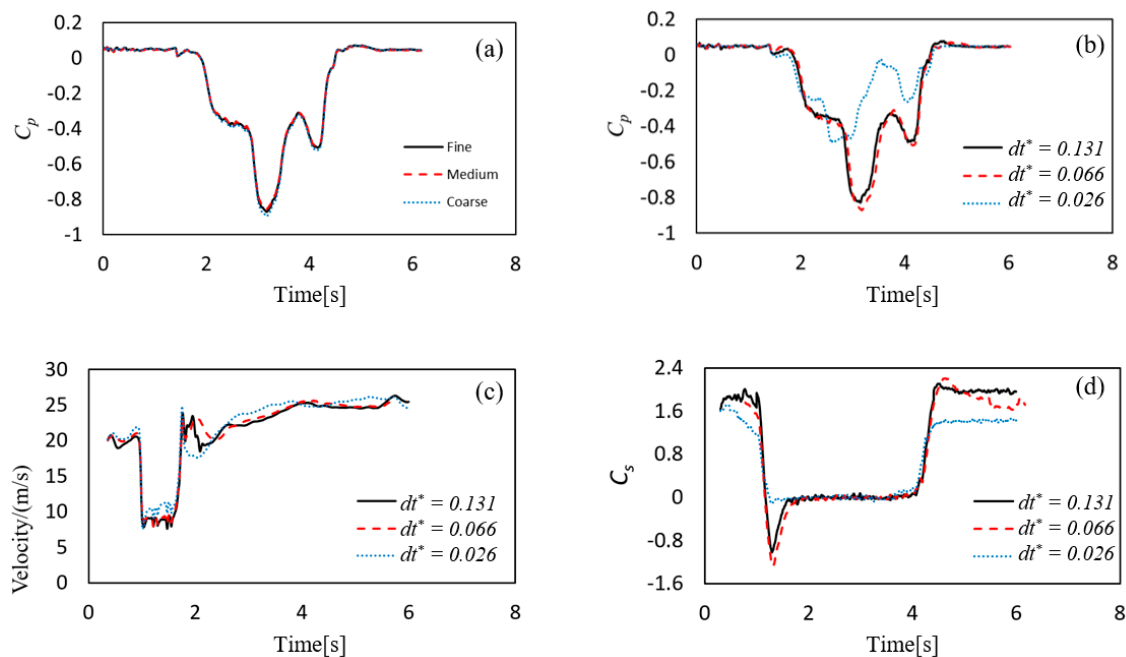 (a)
0.2
0
-0.2
-0.4
-0.6
-0.8
-1
C_p
Fine
Medium
Coarse
0 2 4 6 8
Time[s]
(b)
0.2
0
-0.2
-0.4
-0.6
-0.8
-1
C_p
dt* = 0.131
dt* = 0.066
dt* = 0.026
0 2 4 6 8
Time[s]
(c)
30
25
20
15
10
5
0
Velocity/(m/s)
dt* = 0.131
dt* = 0.066
dt* = 0.026
0 2 4 6 8
Time[s]
(d)
2.4
1.6
0.8
0
-0.8
-1.6
C_s
dt* = 0.131
dt* = 0.066
dt* = 0.026
0 2 4 6 8
Time[s]